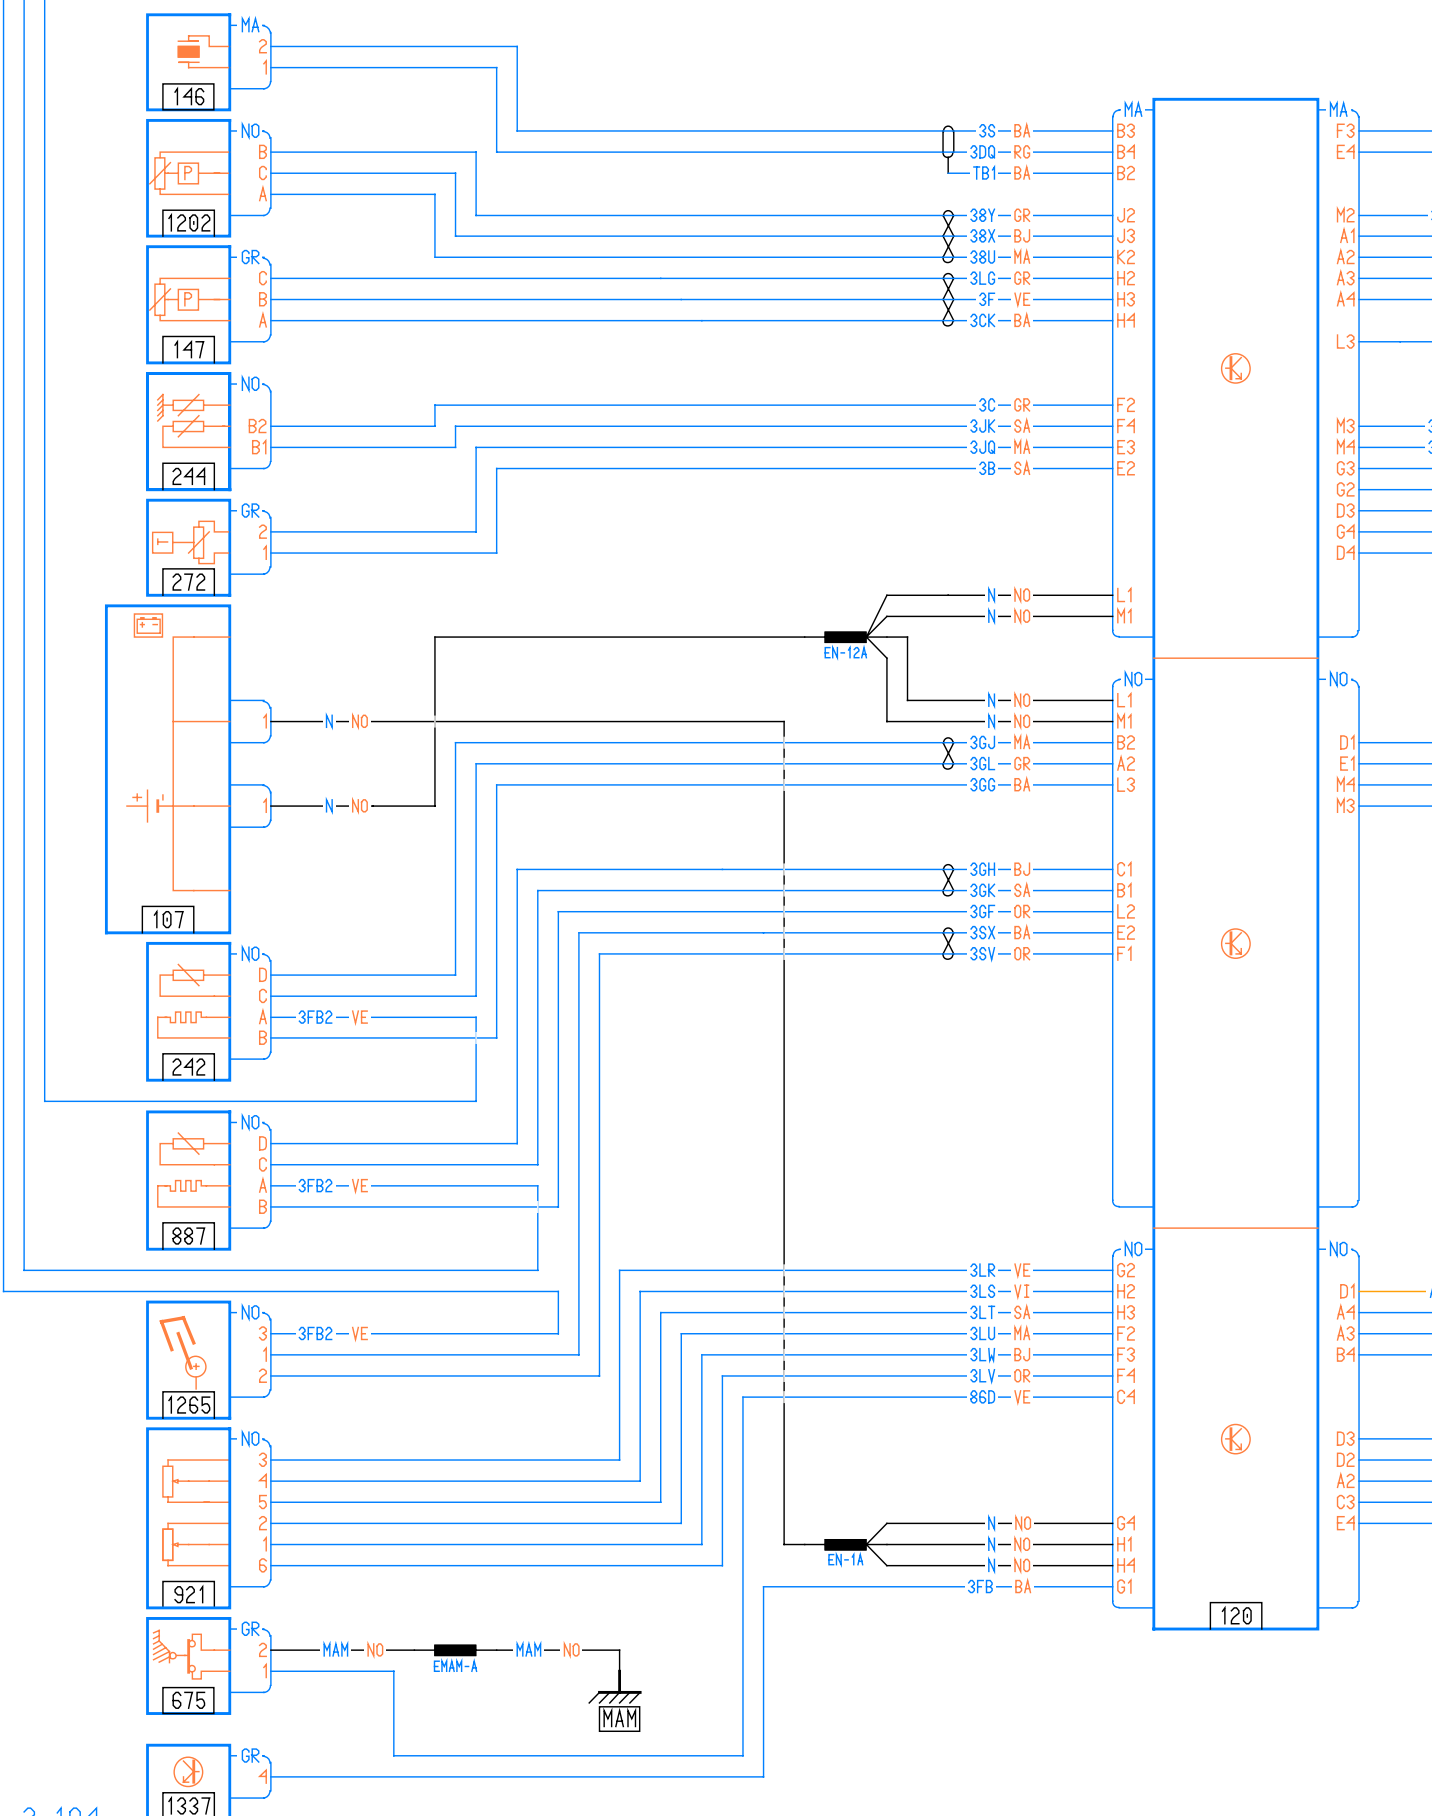 MA
2
1
146
NO
B
C
A
P
1202
GR
C
B
A
P
147
NO
B2
B1
244
GR
2
1
T
272
+ -
1 N NO
+ -
1 N NO
107
NO
D
C
A 3FB2 VE
B
242
NO
D
C
A 3FB2 VE
B
887
NO
3 3FB2 VE
1
2
+
1265
NO
3
4
5
2
1
6
921
GR
2 MAM NO MAM NO
EMAM-A
1
MAM
675
GR
4
1337
EN-12A
EN-1A
MA
3S BA B3
3DQ RG B4
TB1 BA B2
38Y GR J2
38X BJ J3
38U MA K2
3LG GR H2
3F VE H3
3CK BA H4
3C GR F2
3JK SA F4
3JQ MA E3
3B SA E2
N NO L1
N NO M1
NO
N NO L1
N NO M1
3GJ MA B2
3GL GR A2
3GG BA L3
3GH BJ C1
3GK SA B1
3GF OR L2
3SX BA E2
3SV OR F1
NO
3LR VE G2
3LS VI H2
3LT SA H3
3LU MA F2
3LW BJ F3
3LV OR F4
86D VE C4
N NO G4
N NO H1
N NO H4
3FB BA G1
K
K
K
120
MA
F3
E4
M2
A1
A2
A3
A4
L3
M3
M4
G3
G2
D3
G4
D4
NO
D1
E1
M4
M3
NO
D1
A4
A3
B4
D3
D2
A2
C3
E4